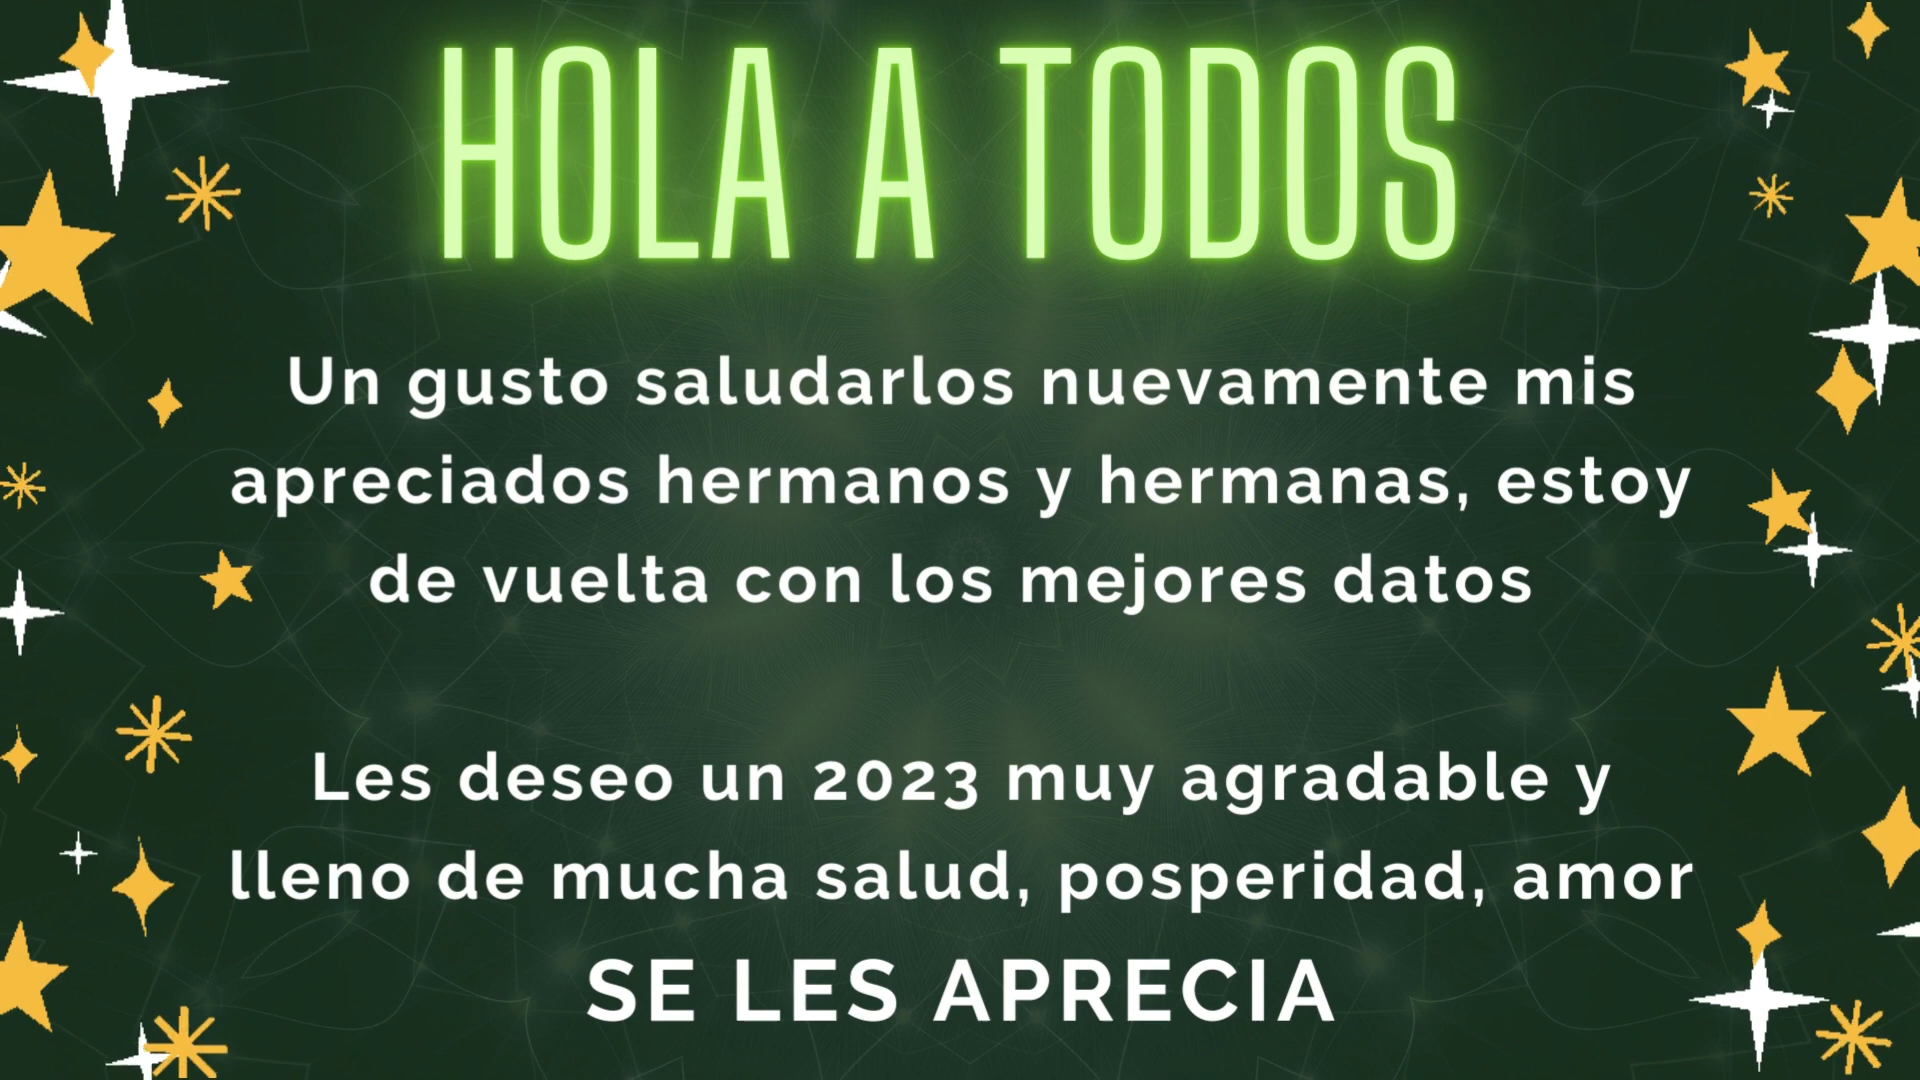 HOLA A TODOS
Un gusto saludarlos nuevamente mis
apreciados hermanos y hermanas, estoy
de vuelta con los mejores datos
Les deseo un 2023 muy agradable y
lleno de mucha salud, posperidad, amor
SE LES APRECIA